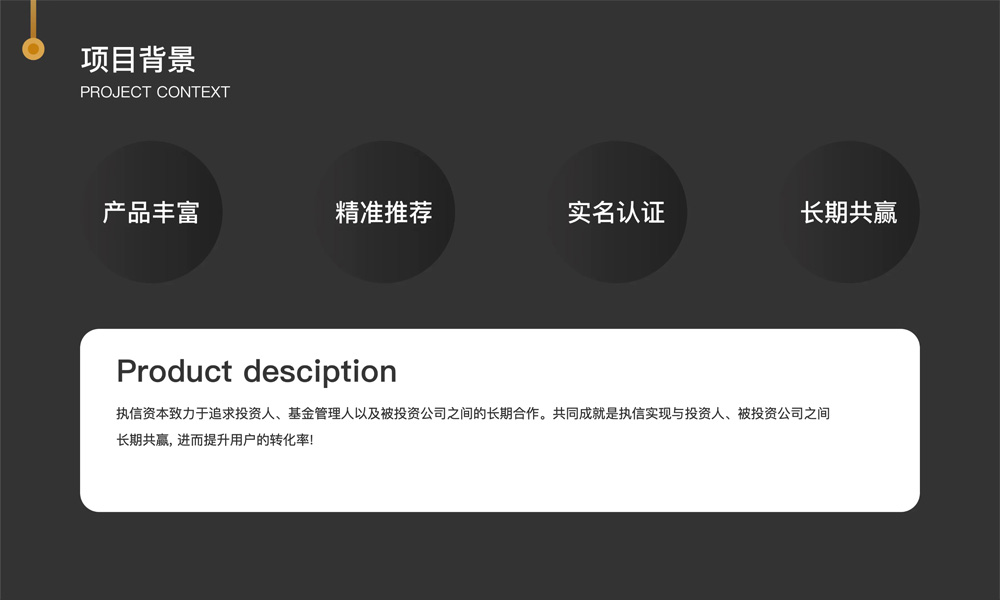 项目背景
PROJECT CONTEXT
产品丰富
精准推荐
实名认证
长期共赢
Product desciption
执信资本致力于追求投资人、基金管理人以及被投资公司之间的长期合作。共同成就是执信实现与投资人、被投资公司之间
长期共赢, 进而提升用户的转化率!